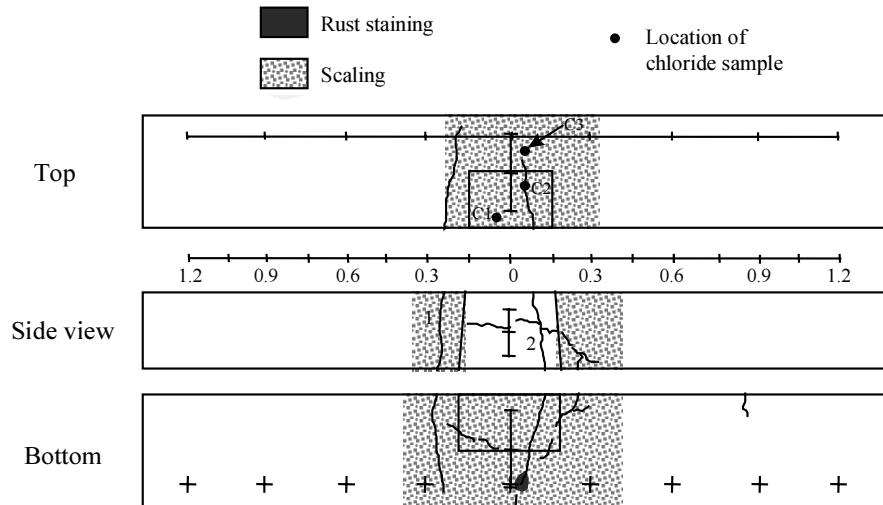 Rust staining
Location of
chloride sample
Scaling
C3
Top
C2
C1
1.2 0.9 0.6 0.3 0 0.3 0.6 0.9 1.2
1
Side view
2
Bottom